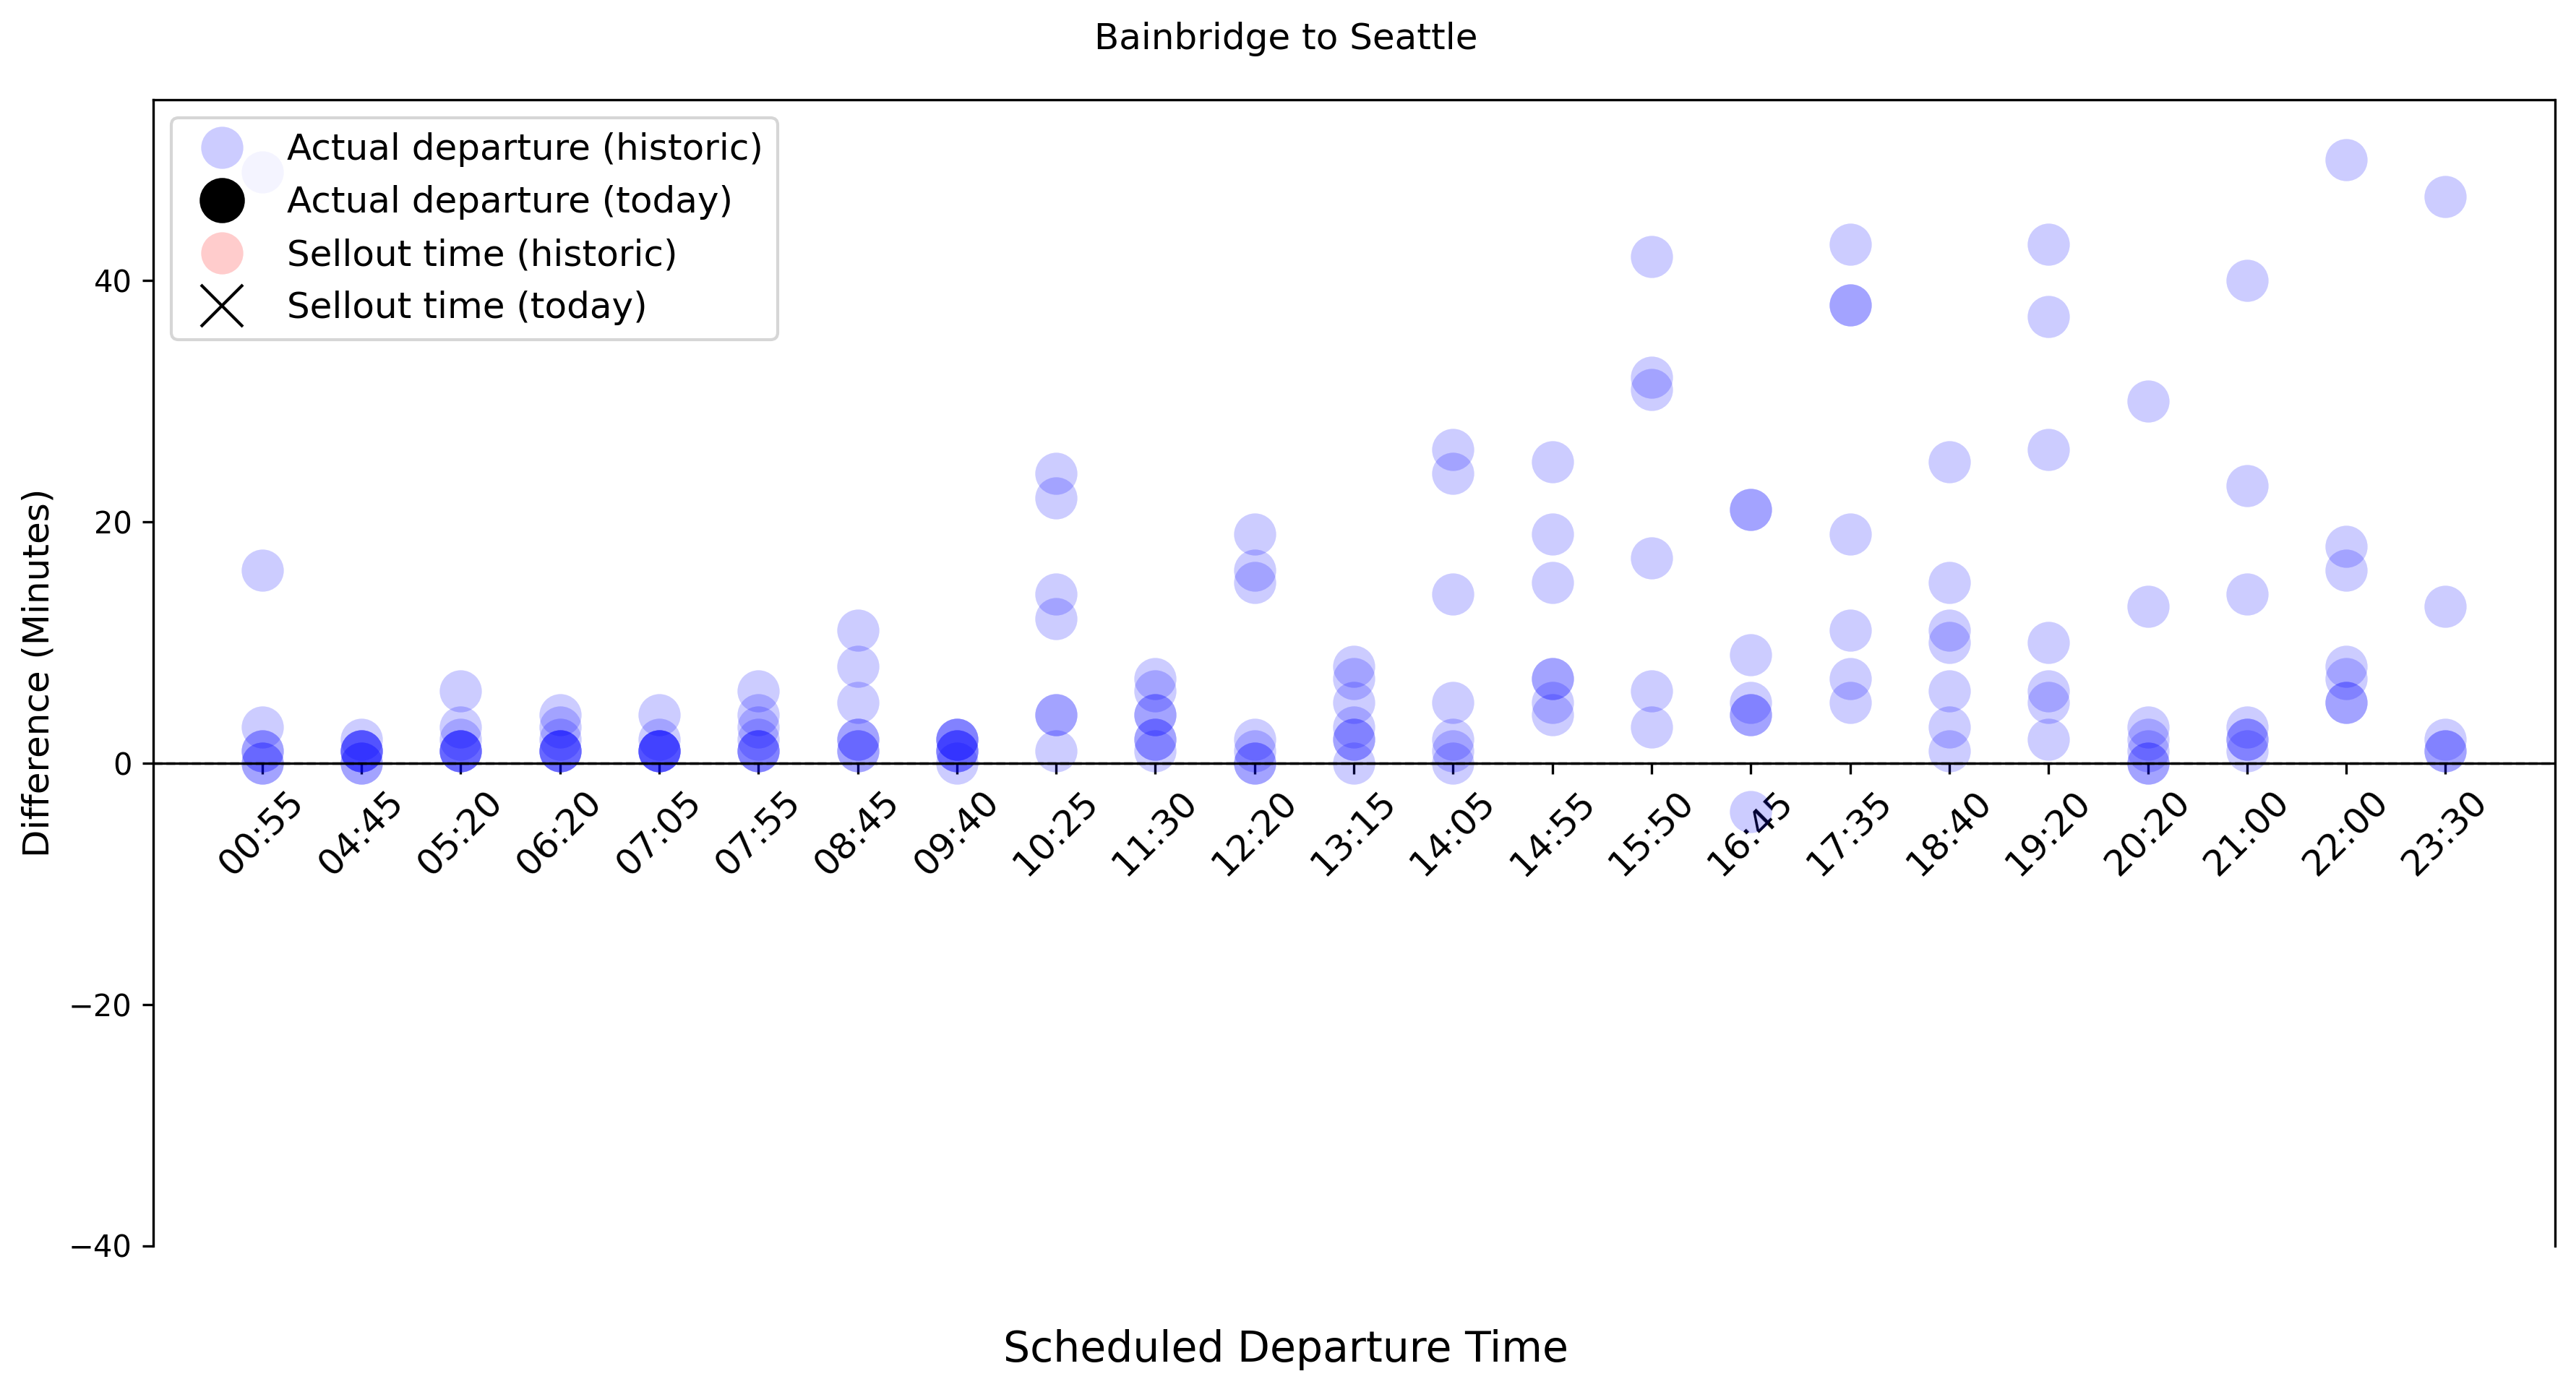 Bainbridge to Seattle
Actual departure (historic)
Actual departure (today)
Sellout time (historic)
Sellout time (today)
Difference (Minutes)
40
20
0
−20
−40
00:55 04:45 05:20 06:20 07:05 07:55 08:45 09:40 10:25 11:30 12:20 13:15 14:05 14:55 15:50 16:45 17:35 18:40 19:20 20:20 21:00 22:00 23:30
Scheduled Departure Time